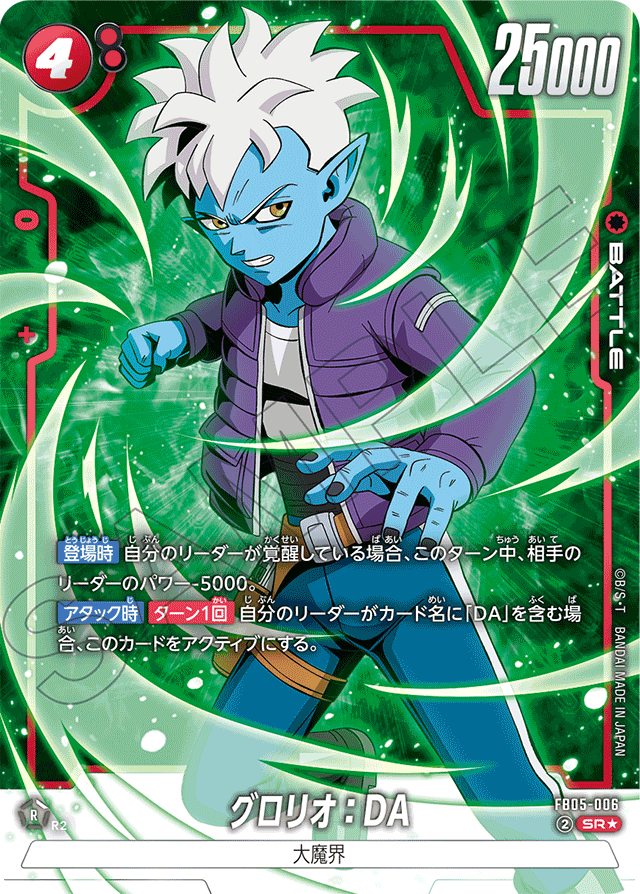 4
25000
0
+
BATTLE
SAMPLE
登場時 自分のリーダーが覚醒している場合、このターン中、相手の
リーダーのパワー-5000。
アタック時 ターン1回 自分のリーダーがカード名に「DA」を含む場
合、このカードをアクティブにする。
©B/S, T BANDAI MADE IN JAPAN
グロリオ：DA
FB05-006
R
R2
② SR★
大魔界